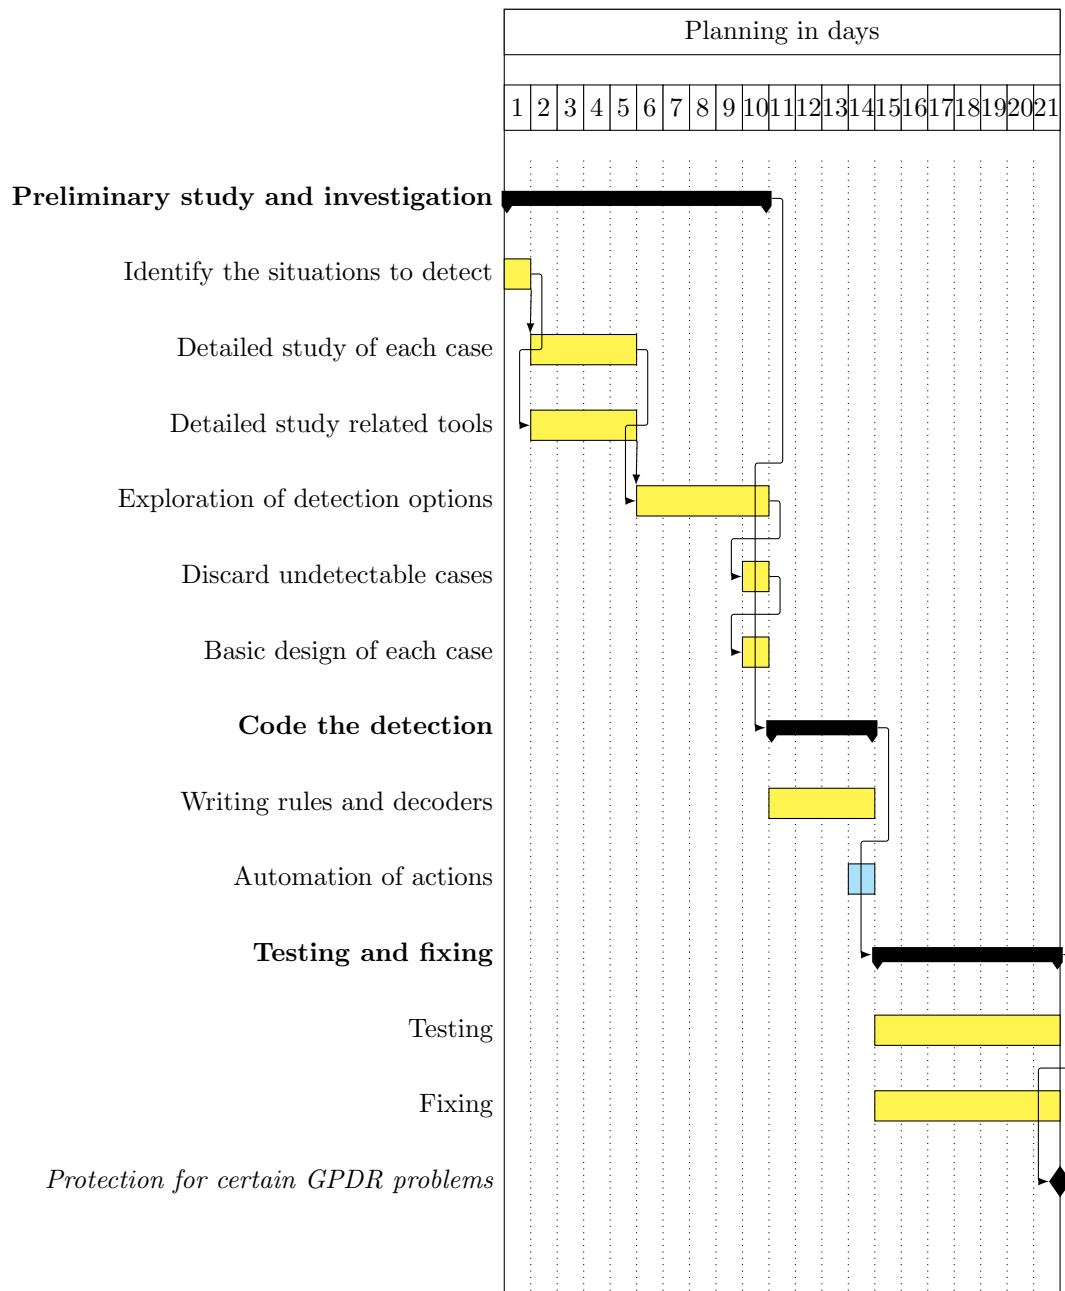 Planning in days
1 2 3 4 5 6 7 8 9 10 11 12 13 14 15 16 17 18 19 20 21
Preliminary study and investigation
Identify the situations to detect
Detailed study of each case
Detailed study related tools
Exploration of detection options
Discard undetectable cases
Basic design of each case
Code the detection
Writing rules and decoders
Automation of actions
Testing and fixing
Testing
Fixing
Protection for certain GPDR problems